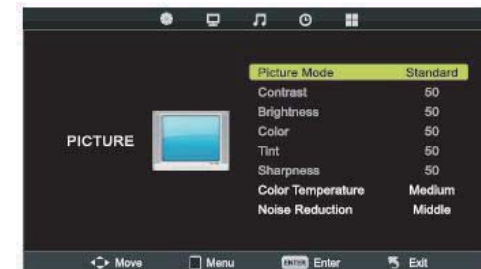 Picture Mode Standard
Contrast 50
Brightness 50
Color 50
PICTURE
Tint 50
Sharpness 50
Color Temperature Medium
Noise Reduction Middle
Move Menu ENTER Enter Exit